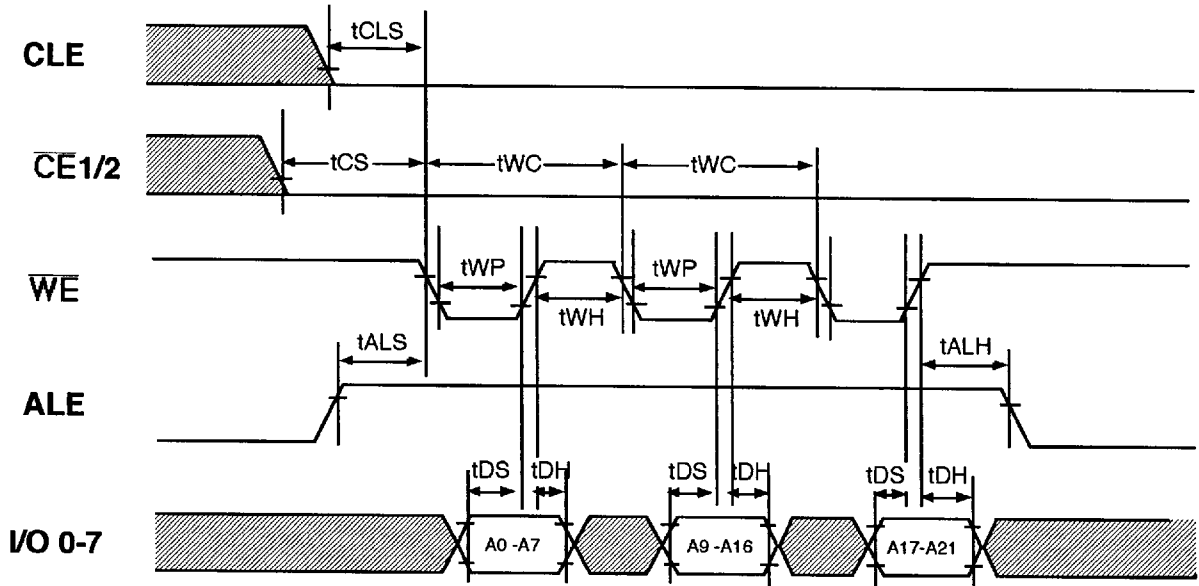 CLE
tCLS
CE1/2
tCS
tWC
tWC
WE
tWP
tWP
tWH
tWH
ALE
tALS
tALH
I/O 0-7
tDS
tDH
tDS
tDH
tDS
tDH
A0 -A7
A9 -A16
A17-A21